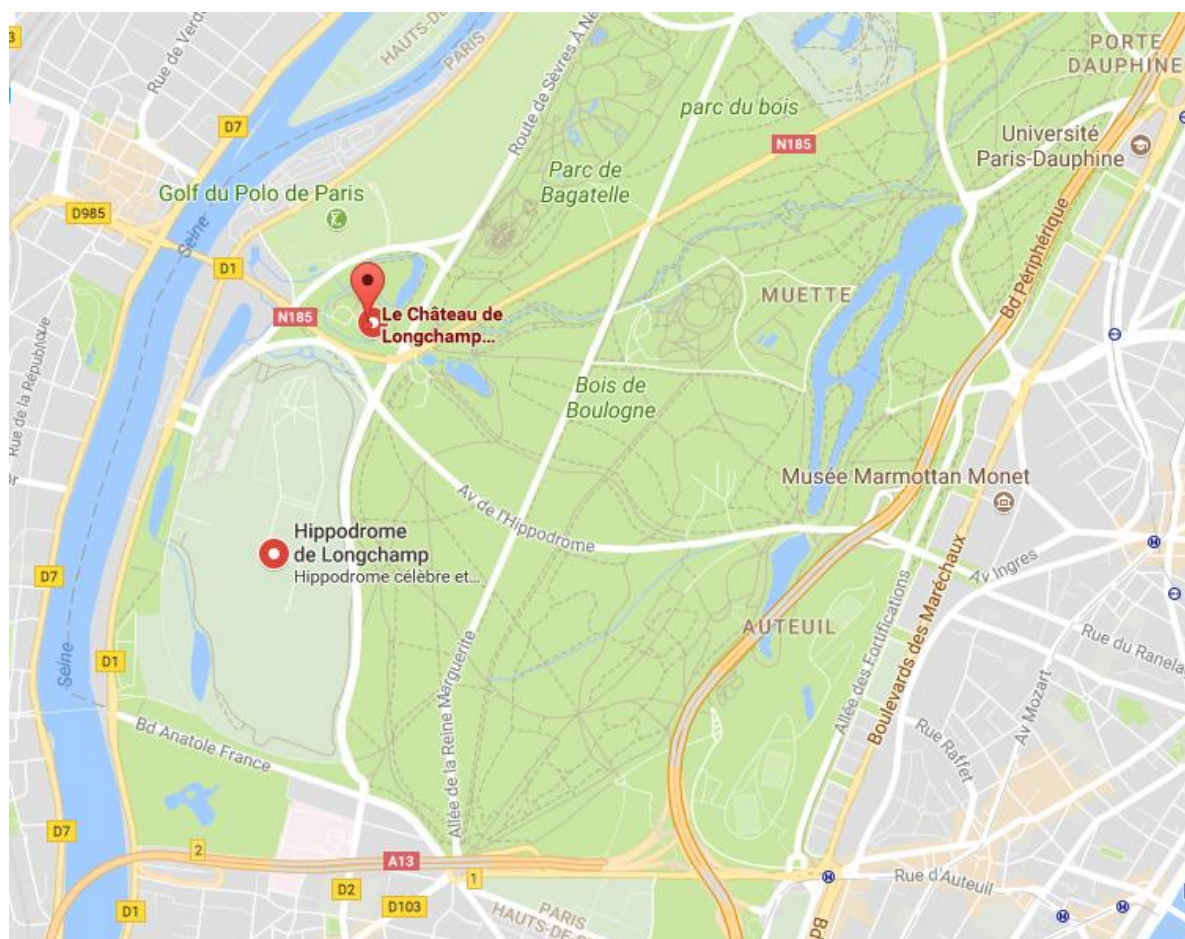 3
Rue de Verd
HAUTS-DE
PARIS
D7
Route de Sèvres À Ne
PORTE
DAUPHINE
parc du bois
N185
Université
Paris-Dauphine
Parc de
Bagatelle
Golf du Polo de Paris
D985
Seine
D1
Bd Périphérique
MUETTE
N185
Le Château de
Longchamp...
Rue de la République
Bois de
Boulogne
Musée Marmottan Monet
Av de l'Hippodrome
Hippodrome
de Longchamp
Hippodrome célèbre et...
Av Ingres
D7
Allée des Fortifications
Boulevards des Maréchaux
AUTEUIL
Rue du Ranelag
Seine
D1
Allée de la Reine Marguerite
Av Mozart
Bd Anatole France
Rue Raffet
D7
2
A13
1
Rue d'Auteuil
D2
D1
D103
PARIS
HAUTS-DE-S
Bd